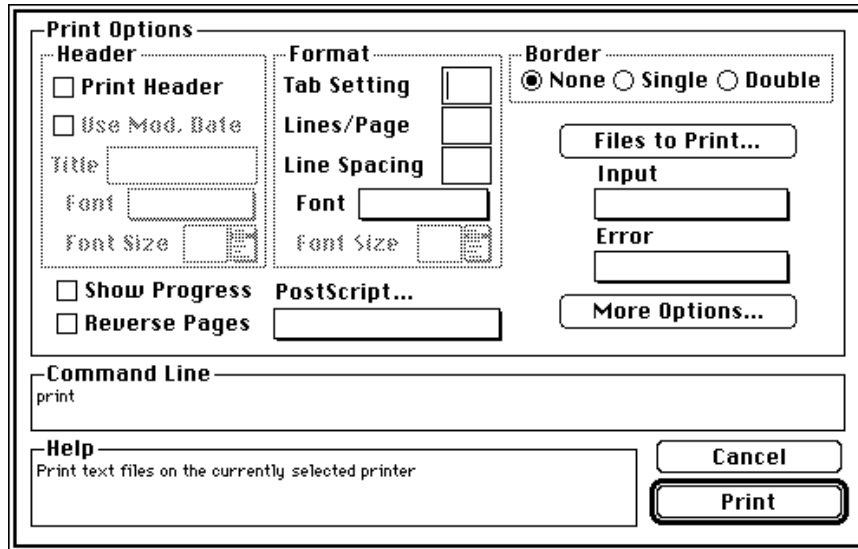 Print Options
Header
Print Header
Use Mod. Date
Title
Font
Font Size
Format
Tab Setting
Lines/Page
Line Spacing
Font
Font Size
Border
None Single Double
Files to Print...
Input
Error
More Options...
Show Progress
Reverse Pages
PostScript...
Command Line
print
Help
Print text files on the currently selected printer
Cancel
Print